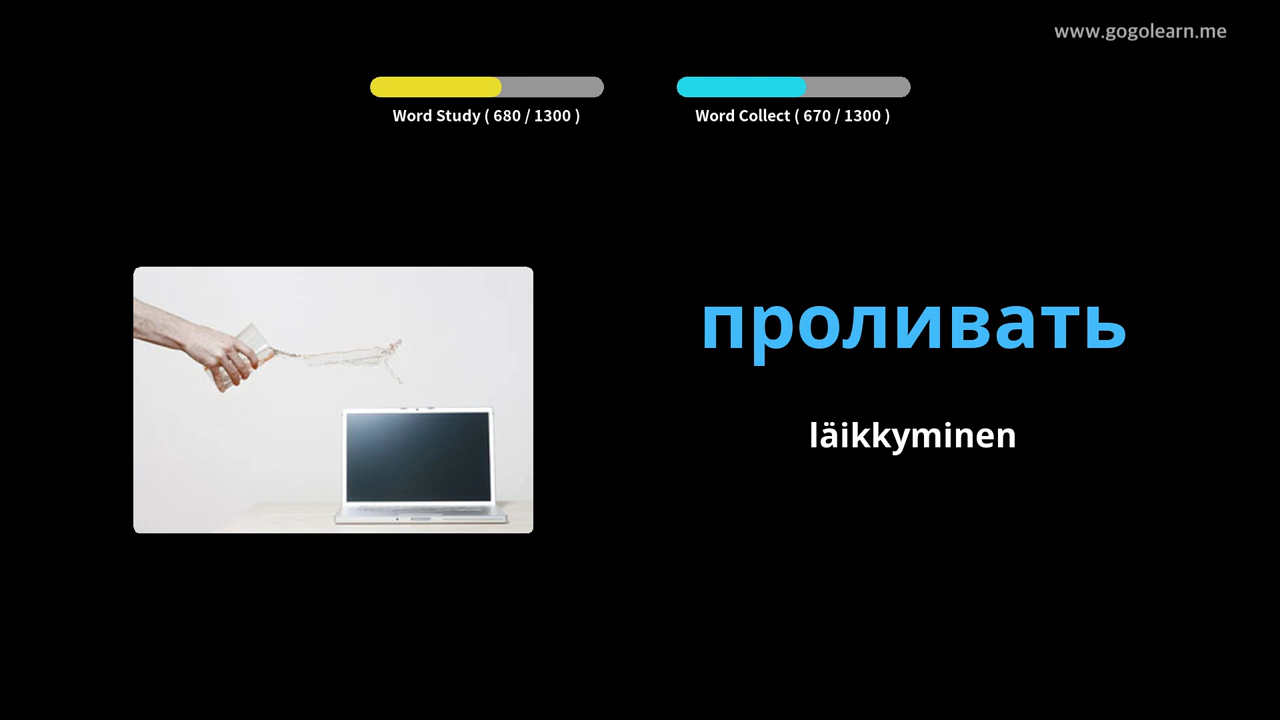 www.gogolearn.me
Word Study ( 680 / 1300 )
Word Collect ( 670 / 1300 )
проливать
läikkyminen